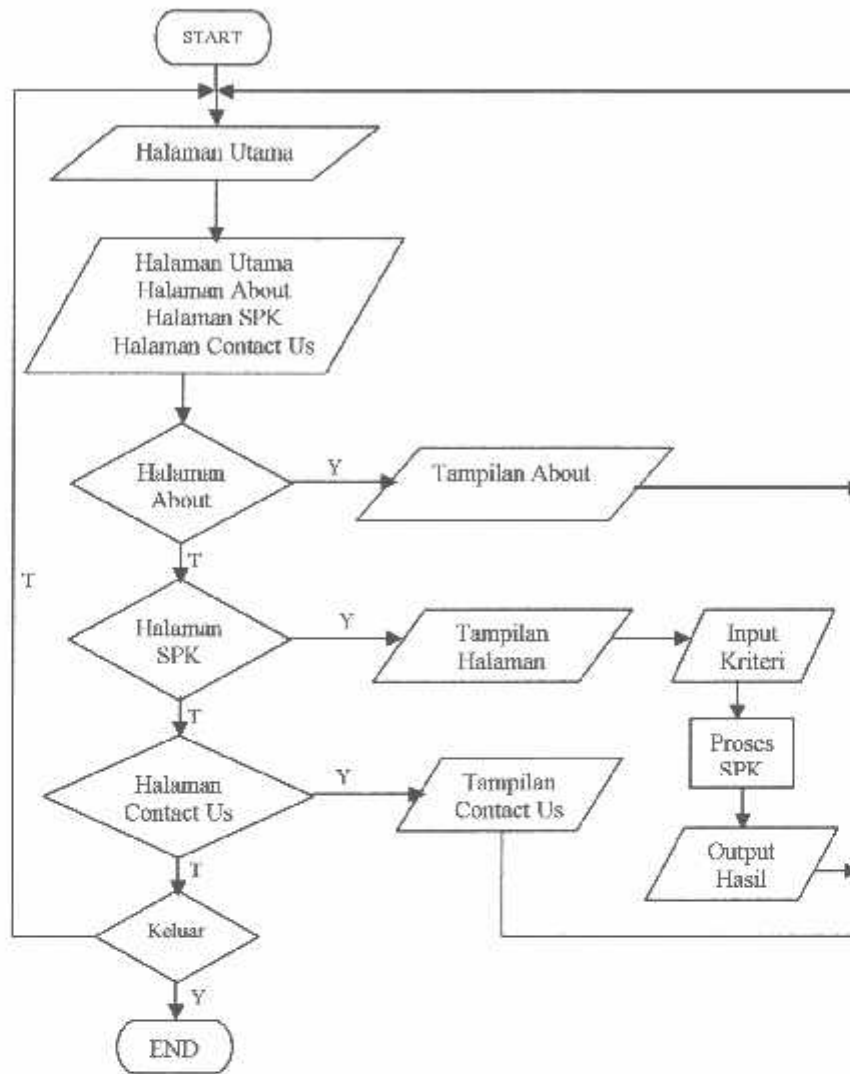 START
Halaman Utama
Halaman Utama
Halaman About
Halaman SPK
Halaman Contact Us
Halaman
About
Y
Tampilan About
T
T
Halaman
SPK
Y
Tampilan
Halaman
Input
Kriteri
T
Proses
SPK
Halaman
Contact Us
Y
Tampilan
Contact Us
T
Output
Hasil
Keluar
Y
END